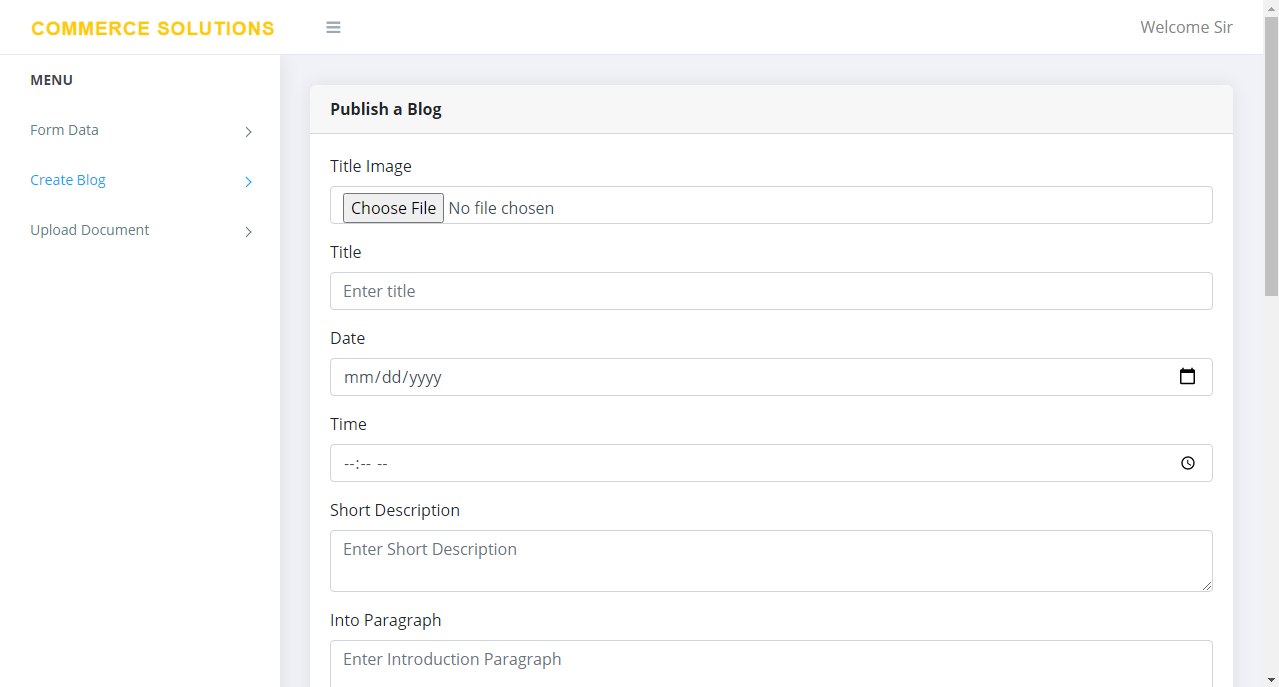 COMMERCE SOLUTIONS
Welcome Sir
MENU
Form Data
Create Blog
Upload Document
Publish a Blog
Title Image
Choose File No file chosen
Title
Enter title
Date
mm/dd/yyyy
Time
--:-- --
Short Description
Enter Short Description
Into Paragraph
Enter Introduction Paragraph